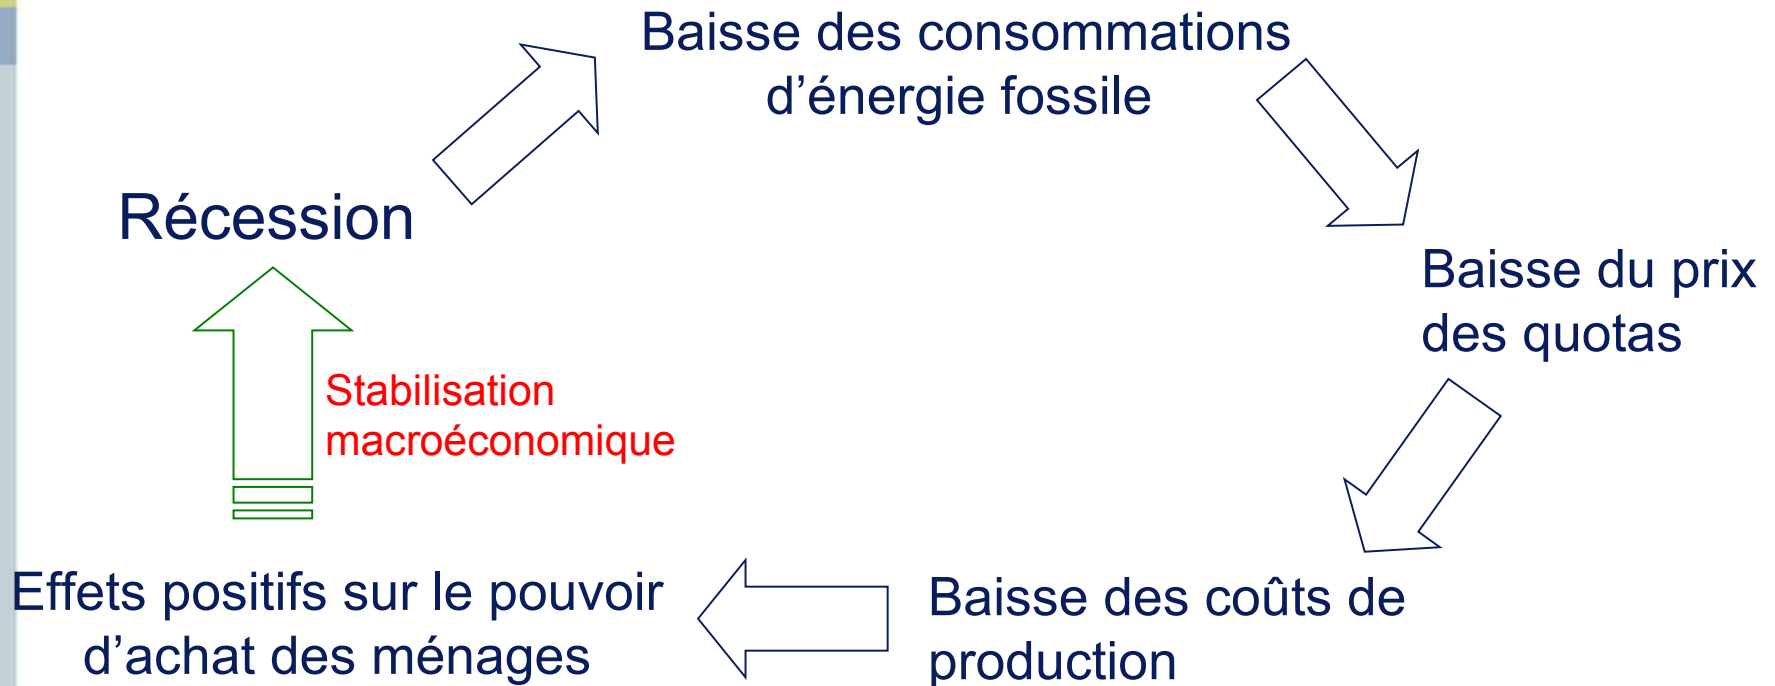 Baisse des consommations
d’énergie fossile
Récession
Baisse du prix
des quotas
Stabilisation
macroéconomique
Effets positifs sur le pouvoir
d’achat des ménages
Baisse des coûts de
production